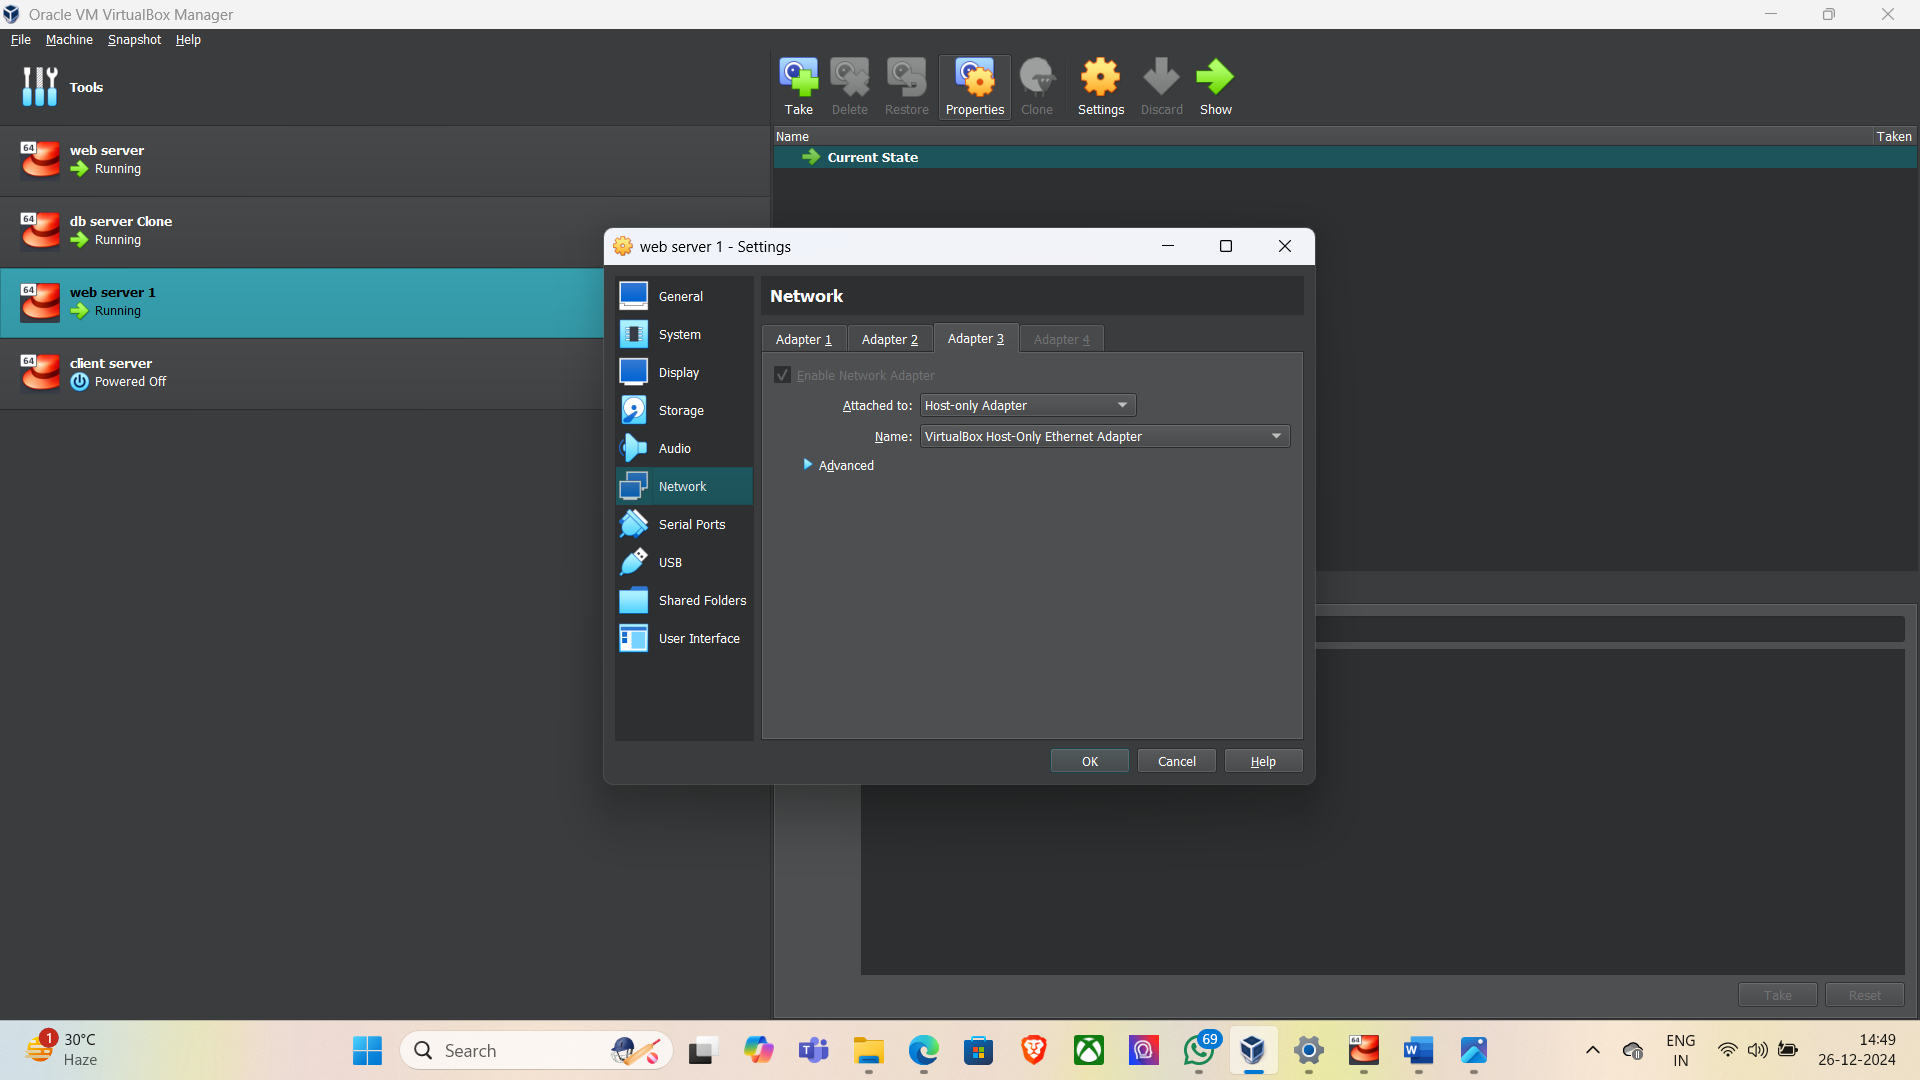 Oracle VM VirtualBox Manager
File Machine Snapshot Help
Tools
Take Delete Restore Properties Clone Settings Discard Show
Name Taken
Current State
64 web server
Running
64 db server Clone
Running
64 web server 1
Running
64 client server
Powered Off
web server 1 - Settings
General
System
Display
Storage
Audio
Network
Serial Ports
USB
Shared Folders
User Interface
Network
Adapter 1 Adapter 2 Adapter 3 Adapter 4
Enable Network Adapter
Attached to: Host-only Adapter
Name: VirtualBox Host-Only Ethernet Adapter
Advanced
OK Cancel Help
Take Reset
1
30°C
Haze
Search
69
64
ENG
IN
14:49
26-12-2024